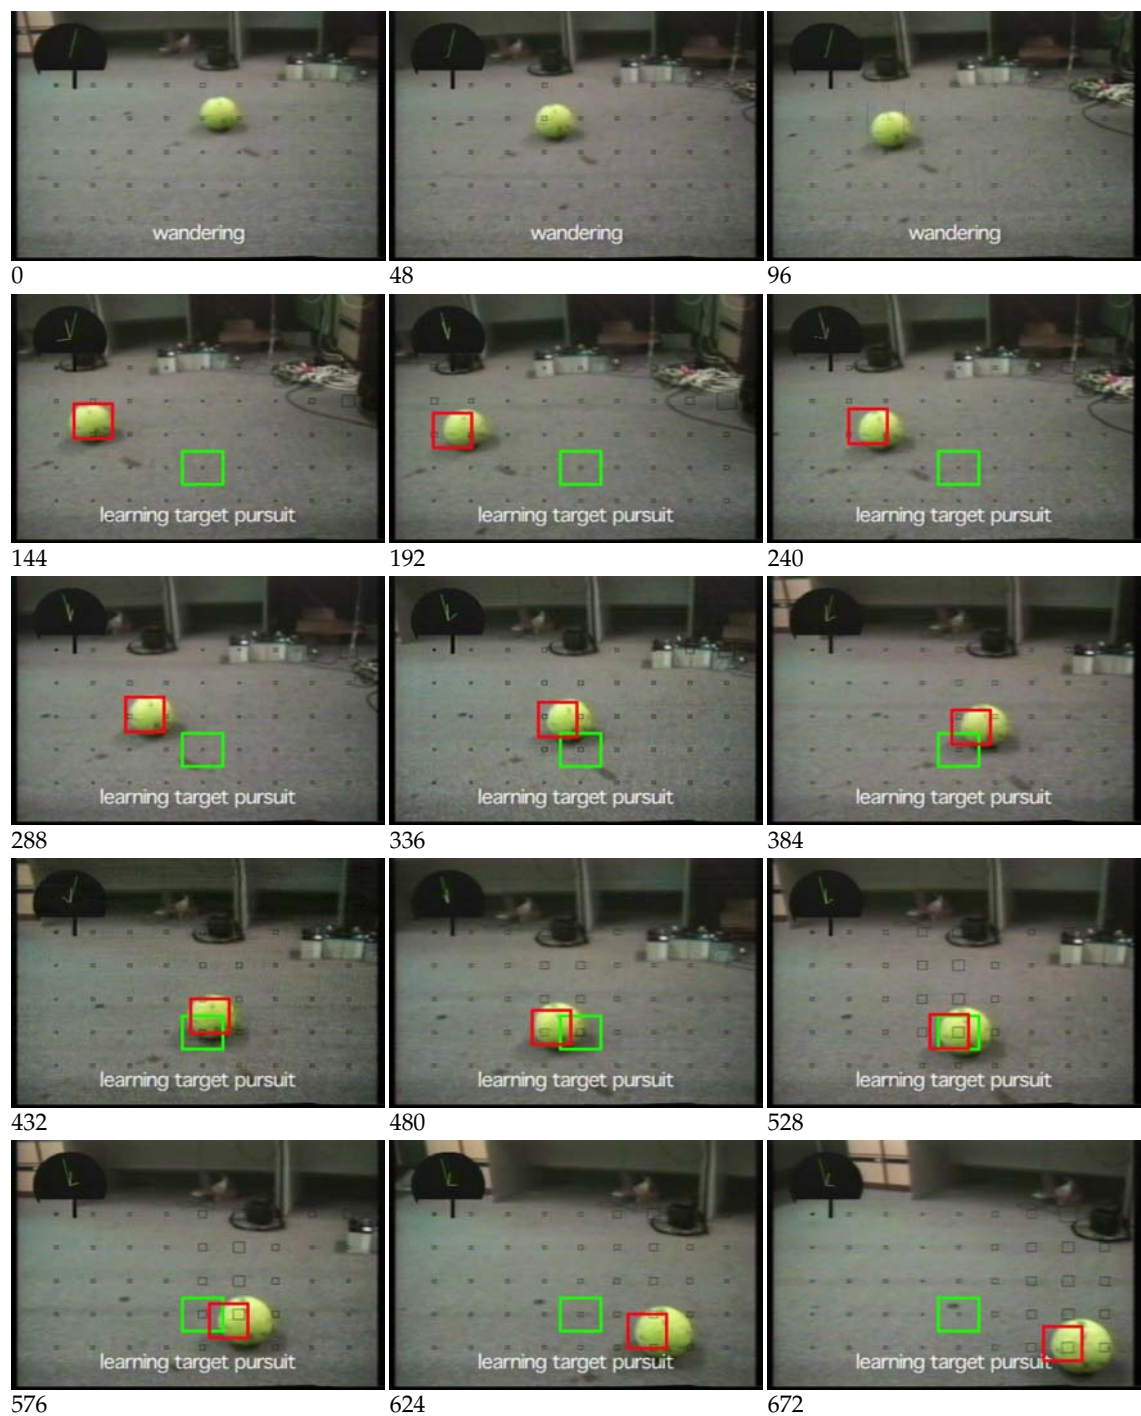 wandering
wandering
wandering
0
48
96
learning target pursuit
learning target pursuit
learning target pursuit
144
192
240
learning target pursuit
learning target pursuit
learning target pursuit
288
336
384
learning target pursuit
learning target pursuit
learning target pursuit
432
480
528
learning target pursuit
learning target pursuit
learning target pursuit
576
624
672